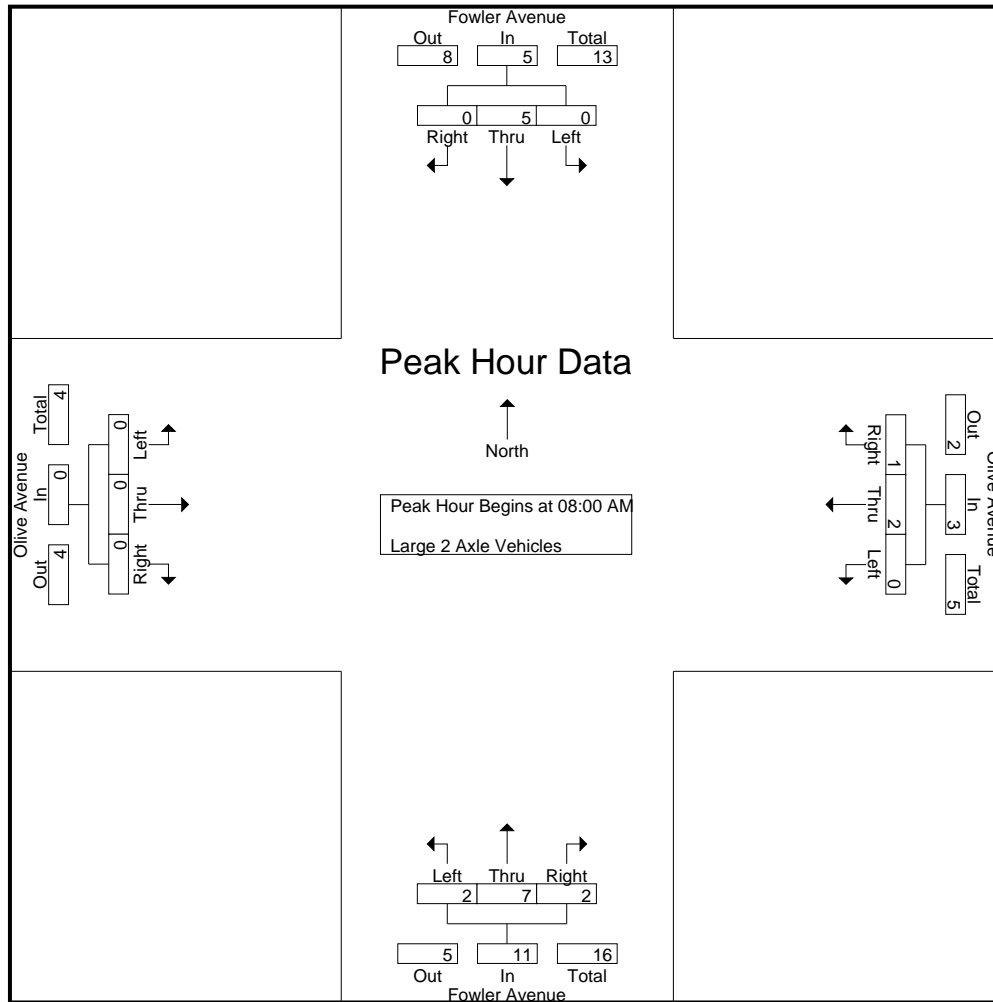 Fowler Avenue
Out In Total
8 5 13
0 5 0
Right Thru Left
Peak Hour Data
North
Peak Hour Begins at 08:00 AM
Large 2 Axle Vehicles
Olive Avenue
Out In Total
4 0 4
Right Thru Left
0 0 0
Olive Avenue
Out In Total
2 3 5
Right Thru Left
1 2 0
Left Thru Right
2 7 2
5 11 16
Out In Total
Fowler Avenue